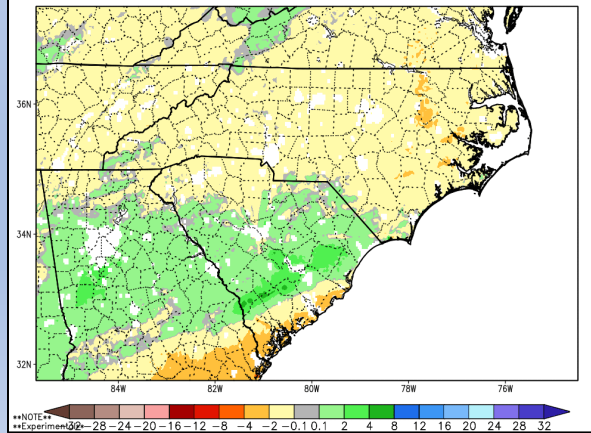 36N
34N
32N
84W 82W 80W 78W 76W
**NOTE**
**Experimental**-32 -28 -24 -20 -16 -12 -8 -4 -2 -0.1 0.1 2 4 8 12 16 20 24 28 32